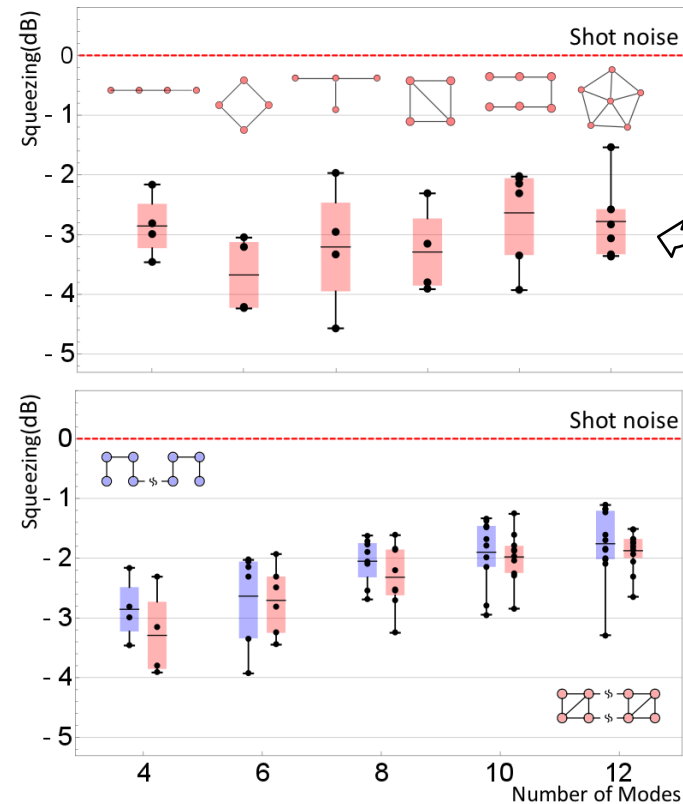 Squeezing(dB)
Shot noise
0
- 1
- 2
- 3
- 4
- 5
Squeezing(dB)
Shot noise
0
- 1
- 2
- 3
- 4
- 5
4 6 8 10 12
Number of Modes